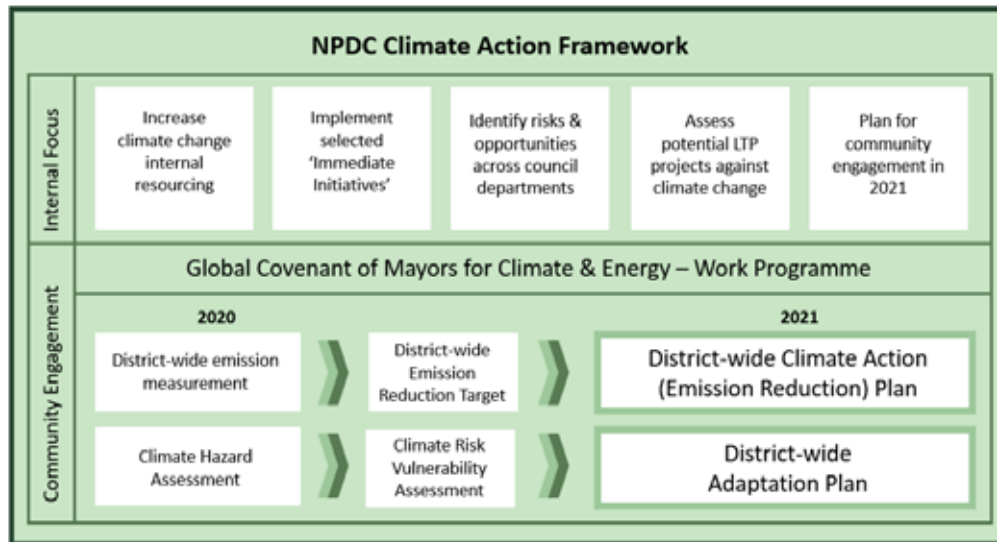 NPDC Climate Action Framework
Internal Focus
Increase
climate change
internal
resourcing
Implement
selected
‘Immediate
Initiatives’
Identify risks &
opportunities
across council
departments
Assess
potential LTP
projects against
climate change
Plan for
community
engagement in
2021
Community Engagement
Global Covenant of Mayors for Climate & Energy – Work Programme
2020
2021
District-wide emission
measurement
District-wide
Emission
Reduction Target
District-wide Climate Action
(Emission Reduction) Plan
Climate Hazard
Assessment
Climate Risk
Vulnerability
Assessment
District-wide
Adaptation Plan